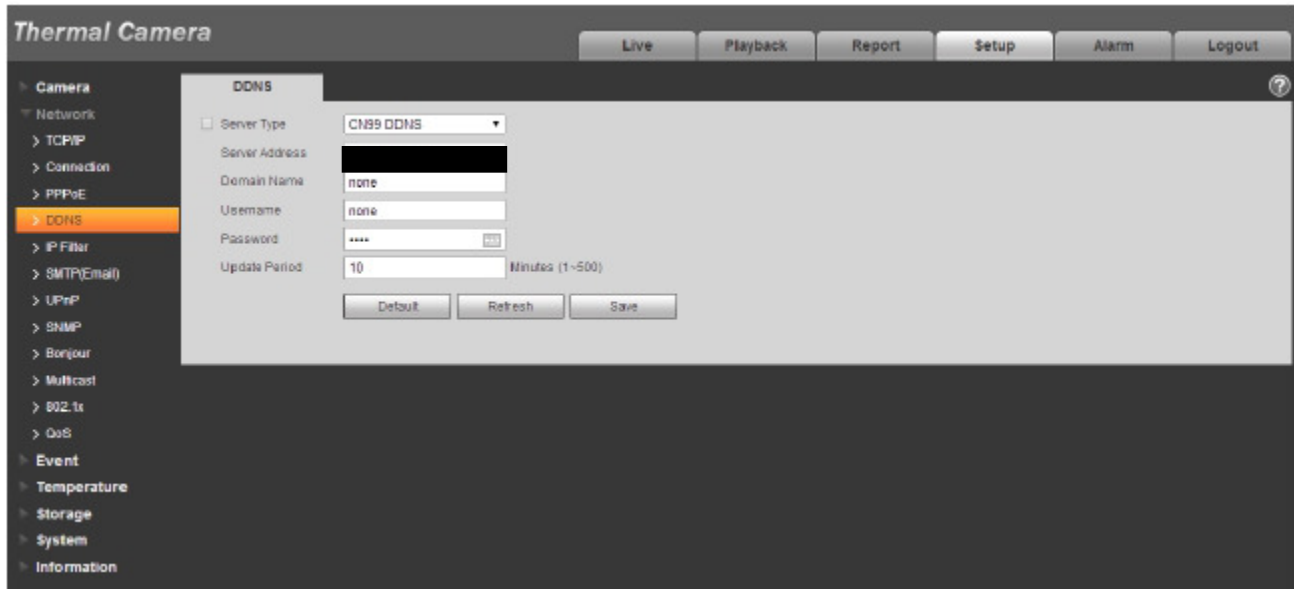 Thermal Camera
Live Playback Report Setup Alarm Logout
Camera
Network
TCP/IP
Connection
PPPoE
DDNS
IP Filter
SMTP(Email)
UPnP
SNMP
Bonjour
Multicast
802.1x
QoS
Event
Temperature
Storage
System
Information
DDNS
?
Server Type CN99 DDNS
Server Address
Domain Name none
Username none
Password ••••
Update Period 10 Minutes (1~500)
Default Refresh Save